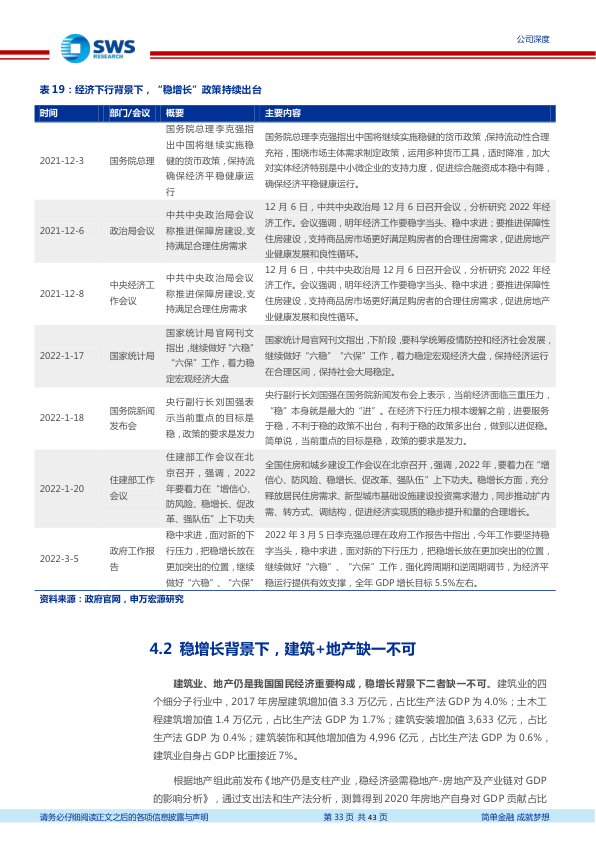 SWS
RESEARCH
公司深度
表 19：经济下行背景下，“稳增长”政策持续出台
时间 部门/会议 概要 主要内容
2021-12-3
国务院总理
国务院总理李克强指
出中国将继续实施稳
健的货币政策，保持流
动性合理充裕，确保经济平稳健康运
行
国务院总理李克强指出中国将继续实施稳健的货币政策，保持流动性合理
充裕，围绕市场主体需求制定政策，运用多种货币工具，适时降准，加大
对实体经济特别是中小微企业的支持力度，促进综合融资成本稳中有降，
确保经济平稳健康运行。
2021-12-6
政治局会议
中共中央政治局会议
称推进保障房建设,支
持满足合理住房需求
12 月 6 日，中共中央政治局 12 月 6 日召开会议，分析研究 2022 年经
济工作。会议强调，明年经济工作要稳字当头、稳中求进；要推进保障性
住房建设，支持商品房市场更好满足购房者的合理住房需求，促进房地产
业健康发展和良性循环。
2021-12-8
中央经济工
作会议
中共中央政治局会议
称推进保障房建设,支
持满足合理住房需求
12 月 6 日，中共中央政治局 12 月 6 日召开会议，分析研究 2022 年经
济工作。会议强调，明年经济工作要稳字当头、稳中求进；要推进保障性
住房建设，支持商品房市场更好满足购房者的合理住房需求，促进房地产
业健康发展和良性循环。
2022-1-17
国家统计局
国家统计局官网刊文
指出，继续做好“六稳”
“六保”工作，着力稳
定宏观经济大盘
国家统计局官网刊文指出，下阶段，要科学统筹疫情防控和经济社会发展，
继续做好“六稳”“六保”工作，着力稳定宏观经济大盘，保持经济运行
在合理区间，保持社会大局稳定。
2022-1-18
国务院新闻
发布会
央行副行长刘国强表
示当前重点的目标是
稳，政策的要求是发力
央行副行长刘国强在国务院新闻发布会上表示，当前经济面临三重压力，
“稳”本身就是最大的“进”。在经济下行压力根本缓解之前，进要服务
于稳，不利于稳的政策不出台，有利于稳的政策多出台，做到以进促稳。
简单说，当前重点的目标是稳，政策的要求是发力。
2022-1-20
住建部工作
会议
住建部工作会议在北
京召开，强调，2022
年要着力在“增信心、
防风险、稳增长、促改
革、强队伍”上下功夫
全国住房和城乡建设工作会议在北京召开，强调，2022 年，要着力在“增
信心、防风险、稳增长、促改革、强队伍”上下功夫。稳增长方面，充分
释放居民住房需求、新型城市基础设施建设投资需求潜力，同步推动扩内
需、转方式、调结构，促进经济实现质的稳步提升和量的合理增长。
2022-3-5
政府工作报
告
稳中求进，面对新的下
行压力，把稳增长放在
更加突出的位置，继续
做好“六稳”、“六保”
2022 年 3 月 5 日李克强总理在政府工作报告中指出，今年工作要坚持稳
字当头，稳中求进，面对新的下行压力，把稳增长放在更加突出的位置，
继续做好“六稳”、“六保”工作，强化跨周期和逆周期调节，为经济平
稳运行提供有效支撑，全年 GDP 增长目标 5.5%左右。
资料来源：政府官网，申万宏源研究
4.2 稳增长背景下，建筑+地产缺一不可
建筑业、地产仍是我国国民经济重要构成，稳增长背景下二者缺一不可。建筑业的四
个细分子行业中，2017 年房屋建筑增加值 3.3 万亿元，占比生产法 GDP 为 4.0%；土木工
程建筑增加值 1.4 万亿元，占比生产法 GDP 为 1.7%；建筑安装增加值 3,633 亿元，占比
生产法 GDP 为 0.4%；建筑装饰和其他增加值为 4,996 亿元，占比生产法 GDP 为 0.6%，
建筑业自身占 GDP 比重接近 7%。
根据地产组此前发布《地产仍是支柱产业，稳经济亟需稳地产-房地产及产业链对 GDP
的影响分析》，通过支出法和生产法分析，测算得到 2020 年房地产自身对 GDP 贡献占比
请务必仔细阅读正文之后的各项信息披露与声明 第 33 页 共 43 页 简单金融 成就梦想